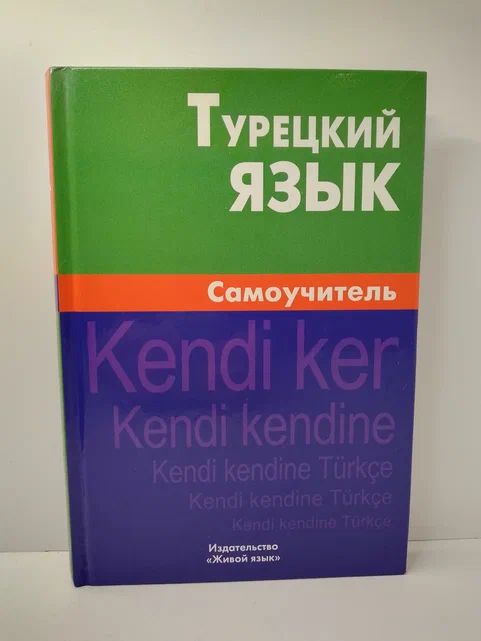 Турецкий
язык
Самоучитель
Kendi ker
Kendi kendine
Kendi kendine Türkçe
Kendi kendine Türkçe
Kendi kendine Türkçe
Издательство
«Живой язык»